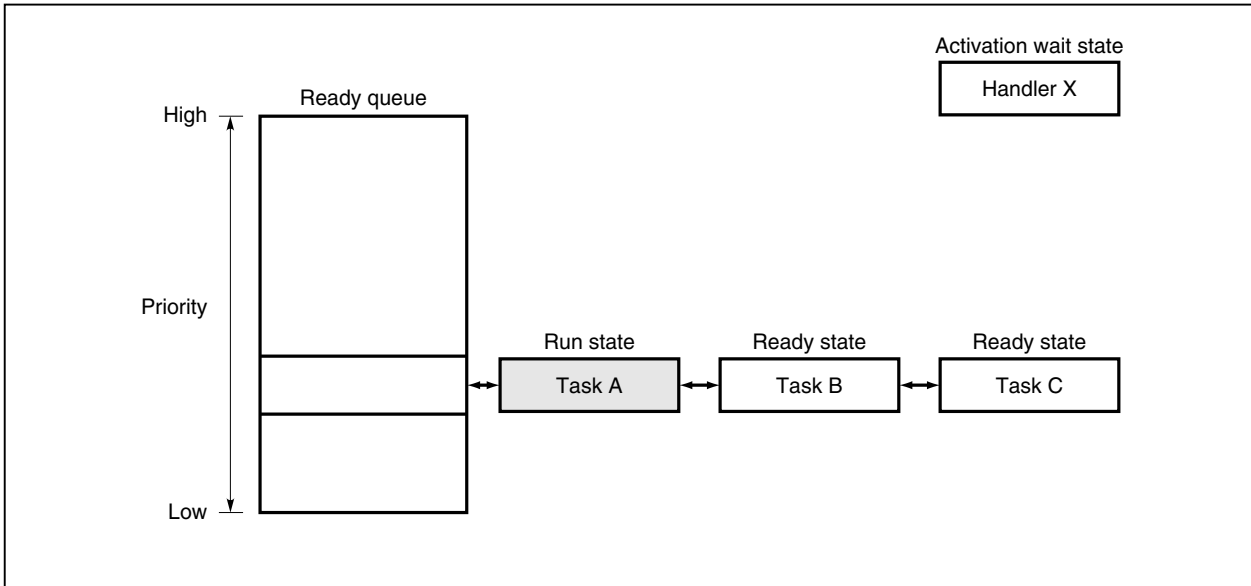 Activation wait state
Handler X
Ready queue
High
Priority
Run state
Ready state
Ready state
Task A
Task B
Task C
Low